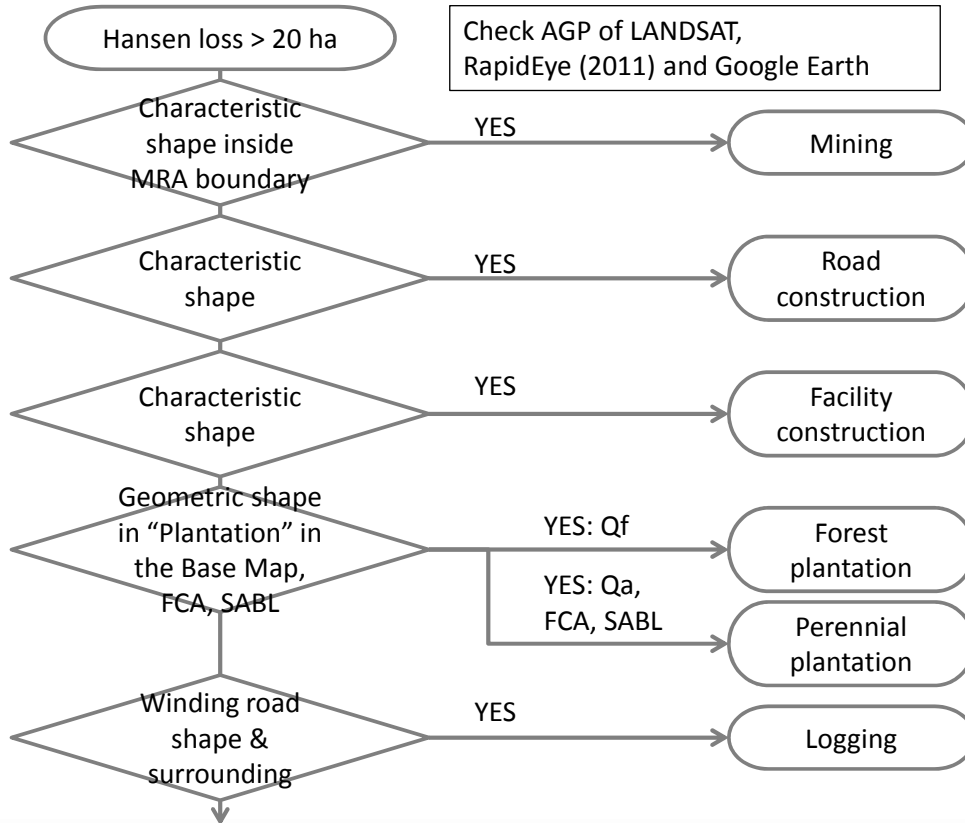 Hansen loss > 20 ha
Check AGP of LANDSAT,
RapidEye (2011) and Google Earth
Characteristic
shape inside
MRA boundary
YES
Mining
Characteristic
shape
YES
Road
construction
Characteristic
shape
YES
Facility
construction
Geometric shape
in “Plantation” in
the Base Map,
FCA, SABL
YES: Qf
Forest
plantation
YES: Qa,
FCA, SABL
Perennial
plantation
Winding road
shape &
surrounding
YES
Logging